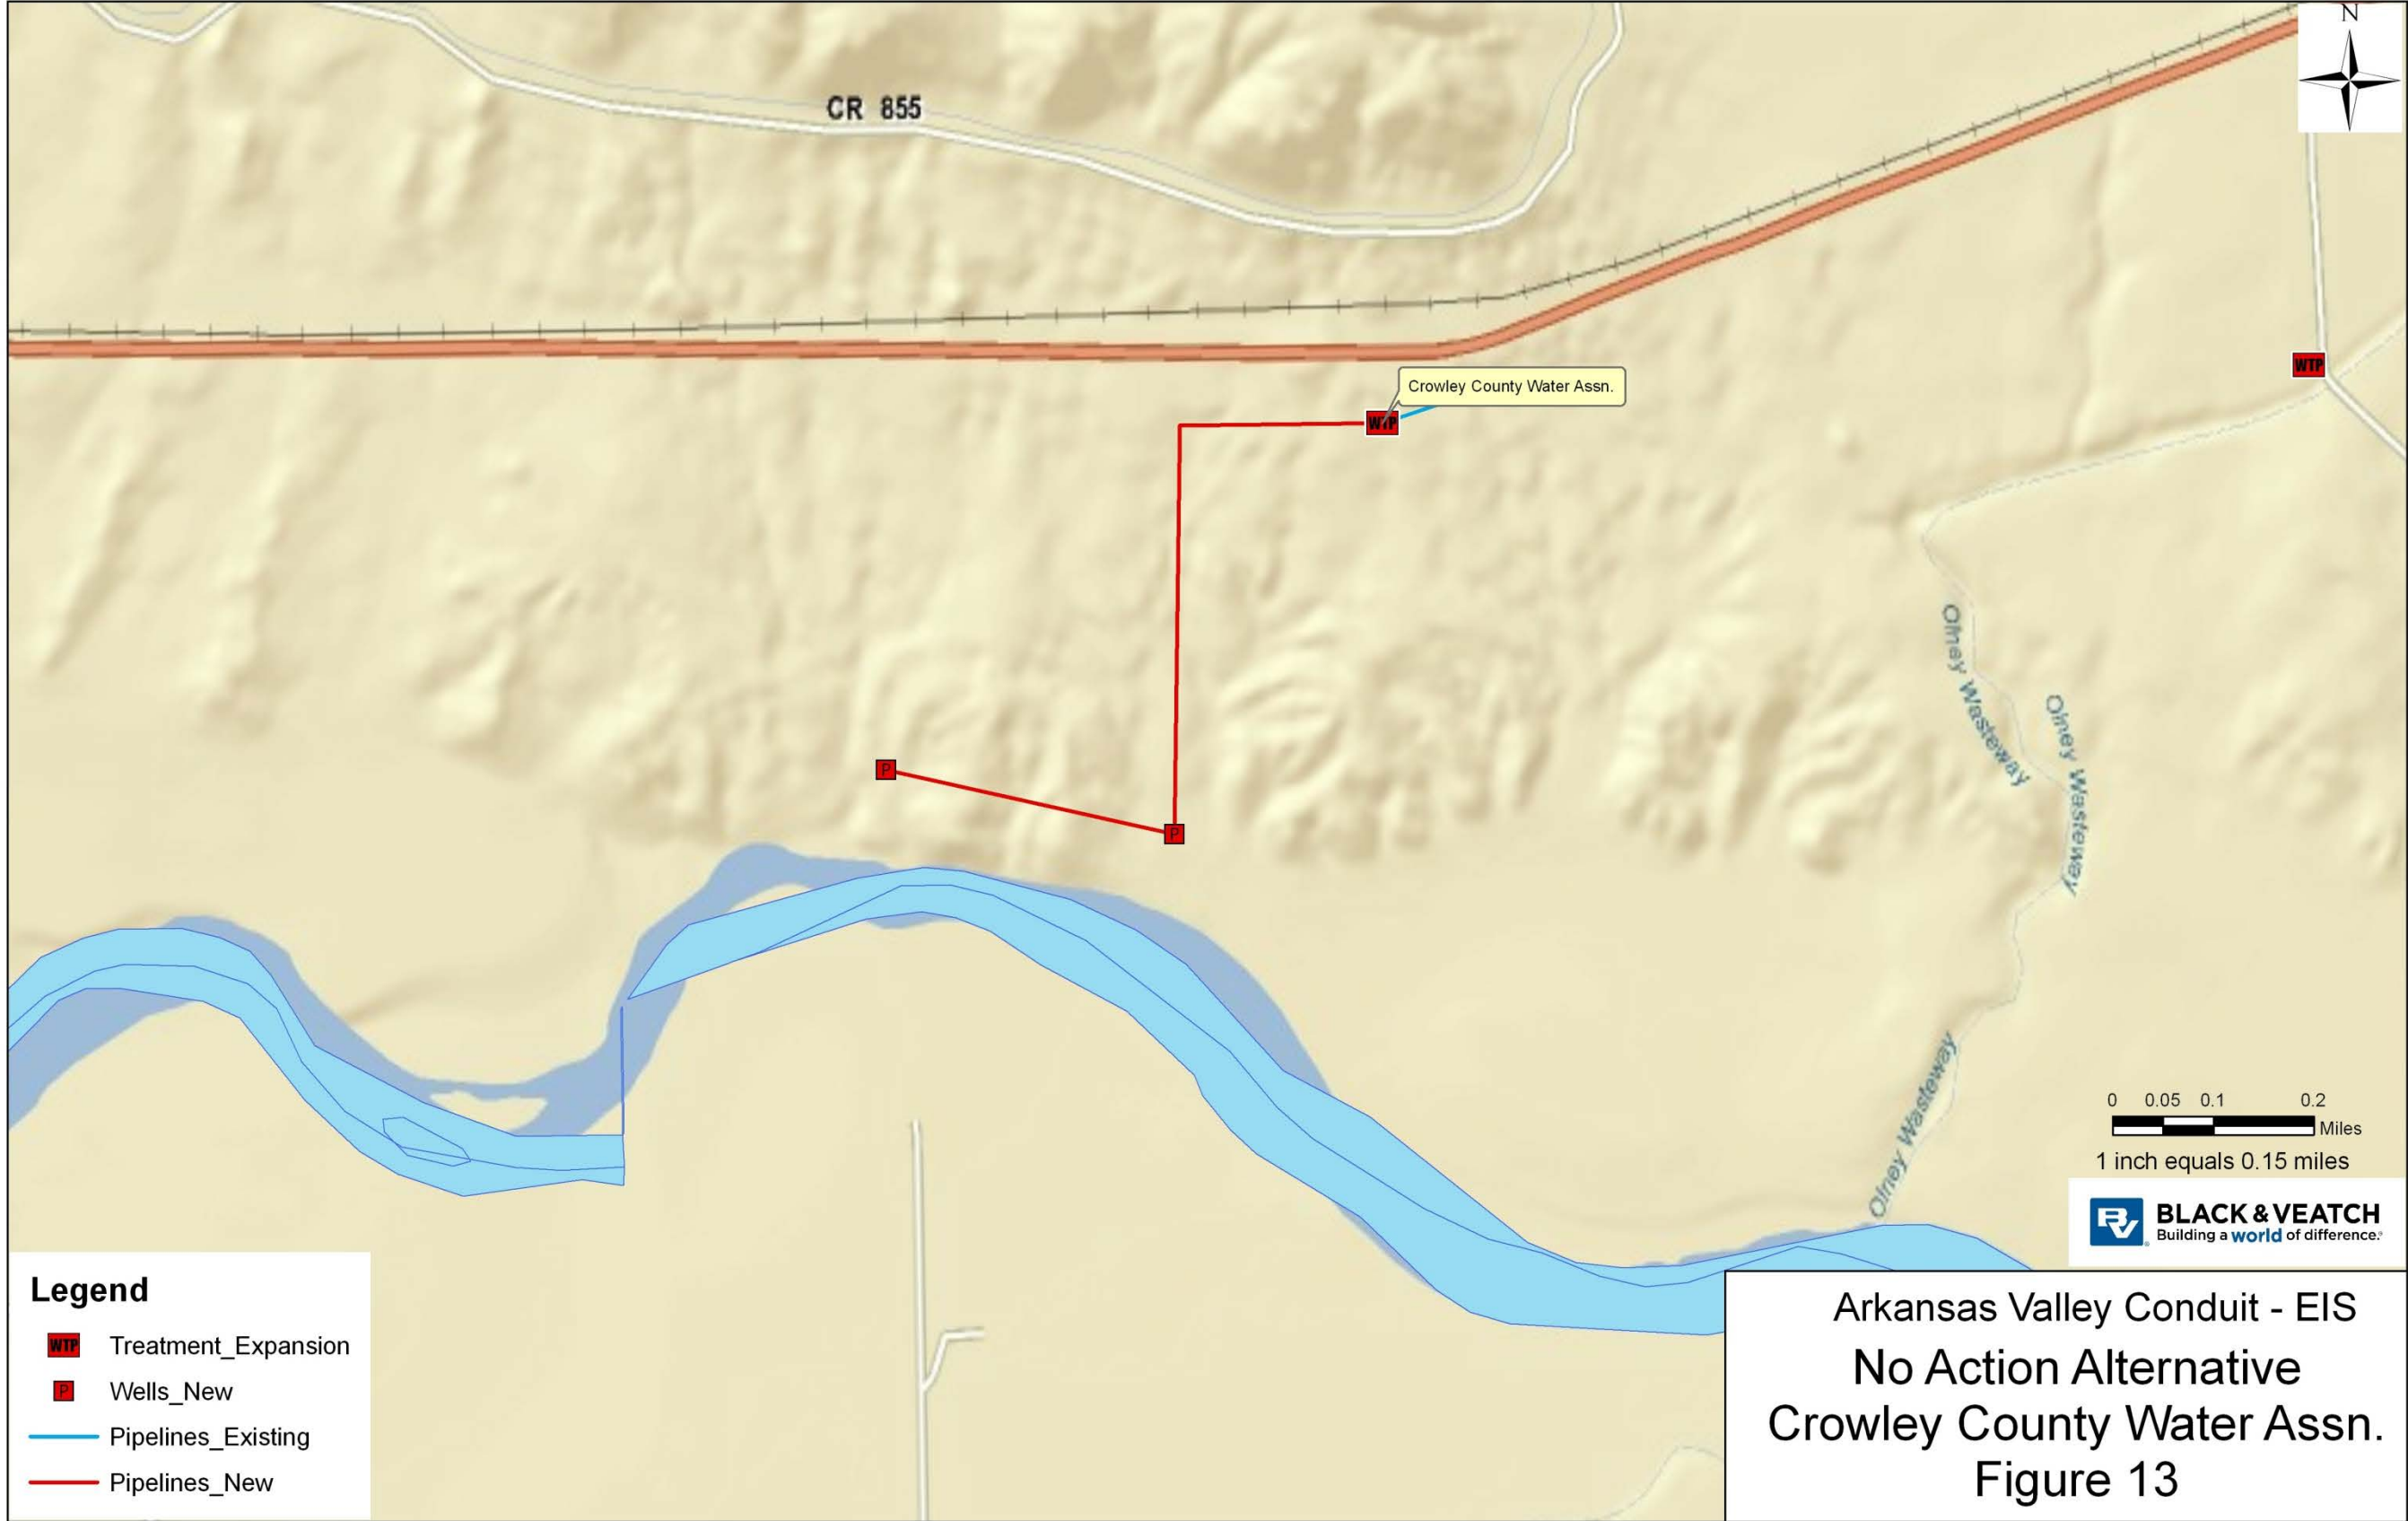 N
CR 855
Crowley County Water Assn.
WTP
WTP
P
P
Olney Wasteway
Olney Wasteway
Olney Wasteway
0 0.05 0.1 0.2
Miles
1 inch equals 0.15 miles
BV BLACK & VEATCH
Building a world of difference.®
Legend
WTP Treatment_Expansion
P Wells_New
Pipelines_Existing
Pipelines_New
Arkansas Valley Conduit - EIS
No Action Alternative
Crowley County Water Assn.
Figure 13